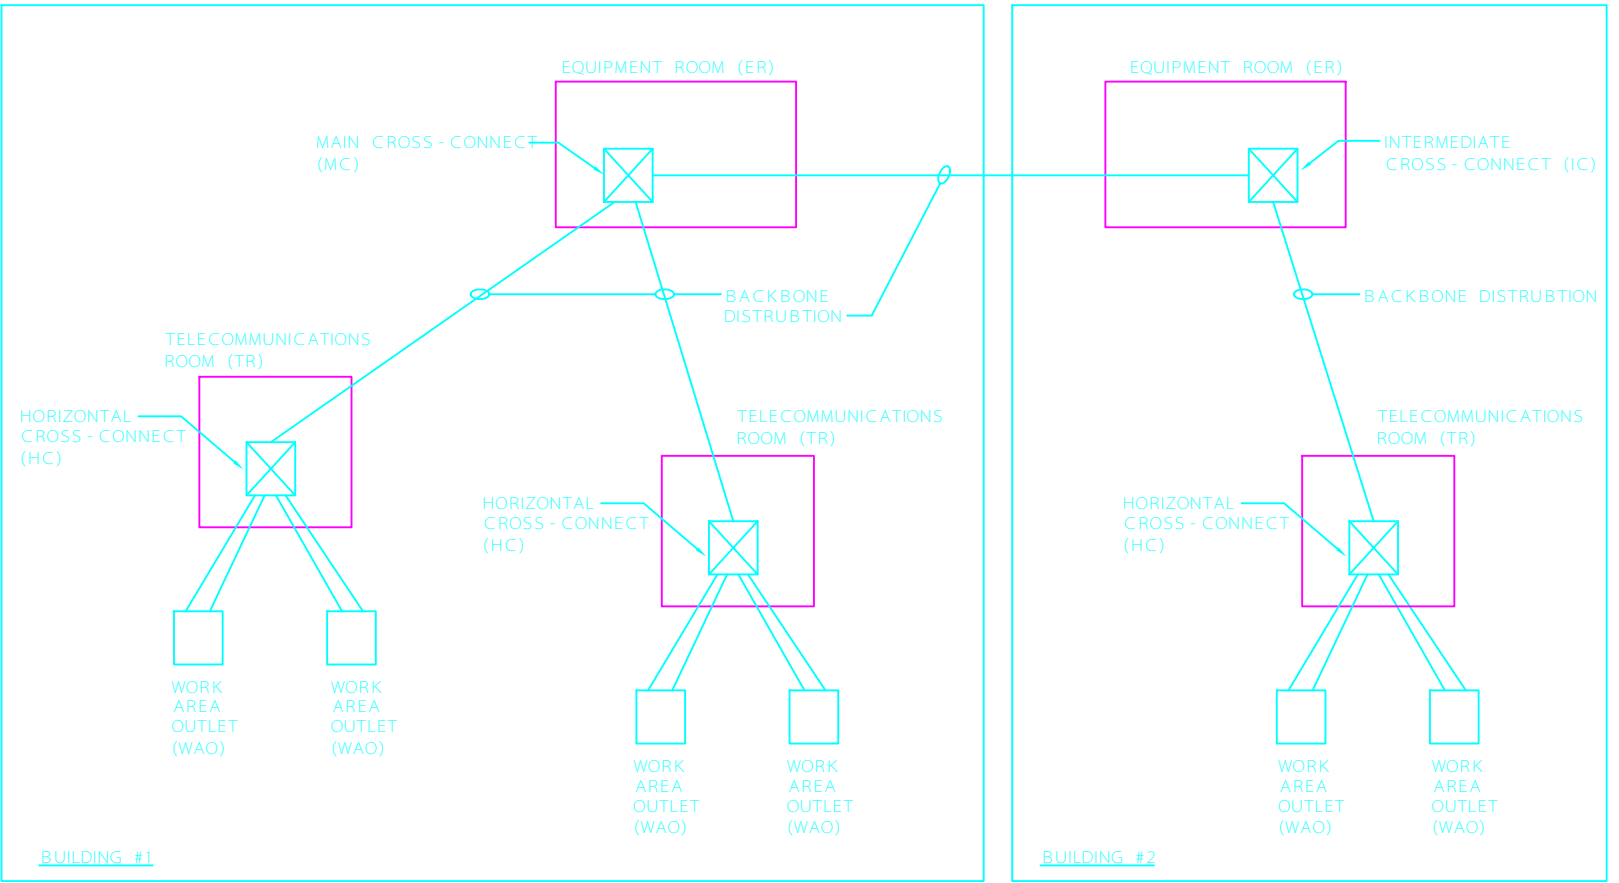 EQUIPMENT ROOM (ER)
MAIN CROSS-CONNECT
(MC)
BACKBONE
DISTRUBTION
TELECOMMUNICATIONS
ROOM (TR)
HORIZONTAL
CROSS-CONNECT
(HC)
TELECOMMUNICATIONS
ROOM (TR)
HORIZONTAL
CROSS-CONNECT
(HC)
WORK
AREA
OUTLET
(WAO)
WORK
AREA
OUTLET
(WAO)
WORK
AREA
OUTLET
(WAO)
WORK
AREA
OUTLET
(WAO)
BUILDING #1
EQUIPMENT ROOM (ER)
INTERMEDIATE
CROSS-CONNECT (IC)
BACKBONE DISTRUBTION
TELECOMMUNICATIONS
ROOM (TR)
HORIZONTAL
CROSS-CONNECT
(HC)
WORK
AREA
OUTLET
(WAO)
WORK
AREA
OUTLET
(WAO)
BUILDING #2